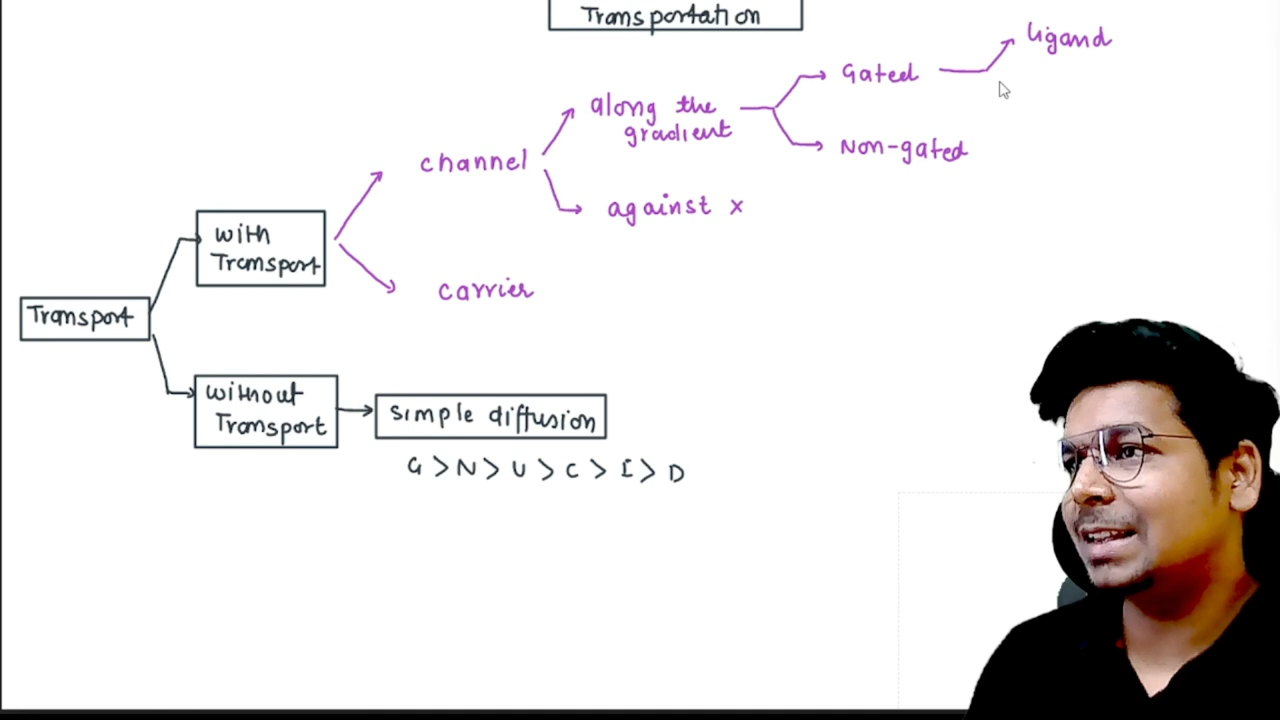 Transportation
ligand
Gated
along the
gradient
Non-gated
channel
against x
with
Transport
carrier
Transport
without
Transport
simple diffusion
G > N > U > C > I > D